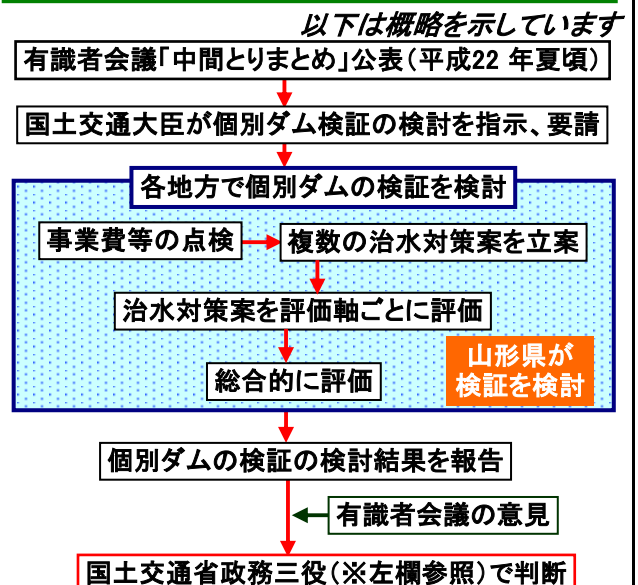 以下は概略を示しています
有識者会議「中間とりまとめ」公表（平成22 年夏頃）
国土交通大臣が個別ダム検証の検討を指示、要請
各地方で個別ダムの検証を検討
事業費等の点検
複数の治水対策案を立案
治水対策案を評価軸ごとに評価
総合的に評価
山形県が
検証を検討
個別ダムの検証の検討結果を報告
有識者会議の意見
国土交通省政務三役（※左欄参照）で判断